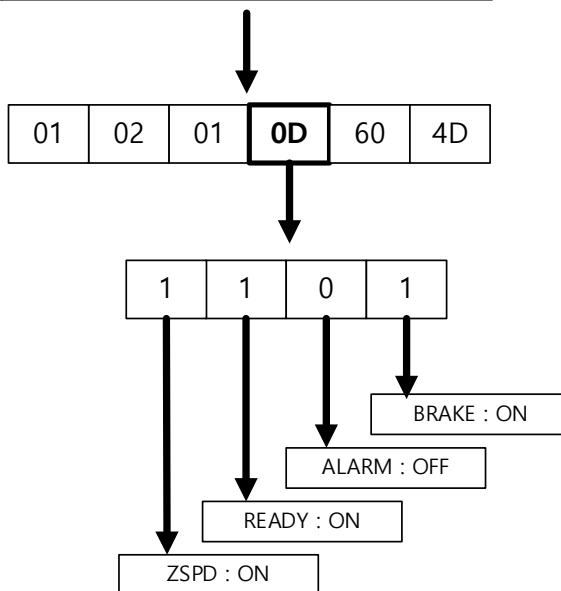 01 02 01 0D 60 4D
1 1 0 1
BRAKE : ON
ALARM : OFF
READY : ON
ZSPD : ON